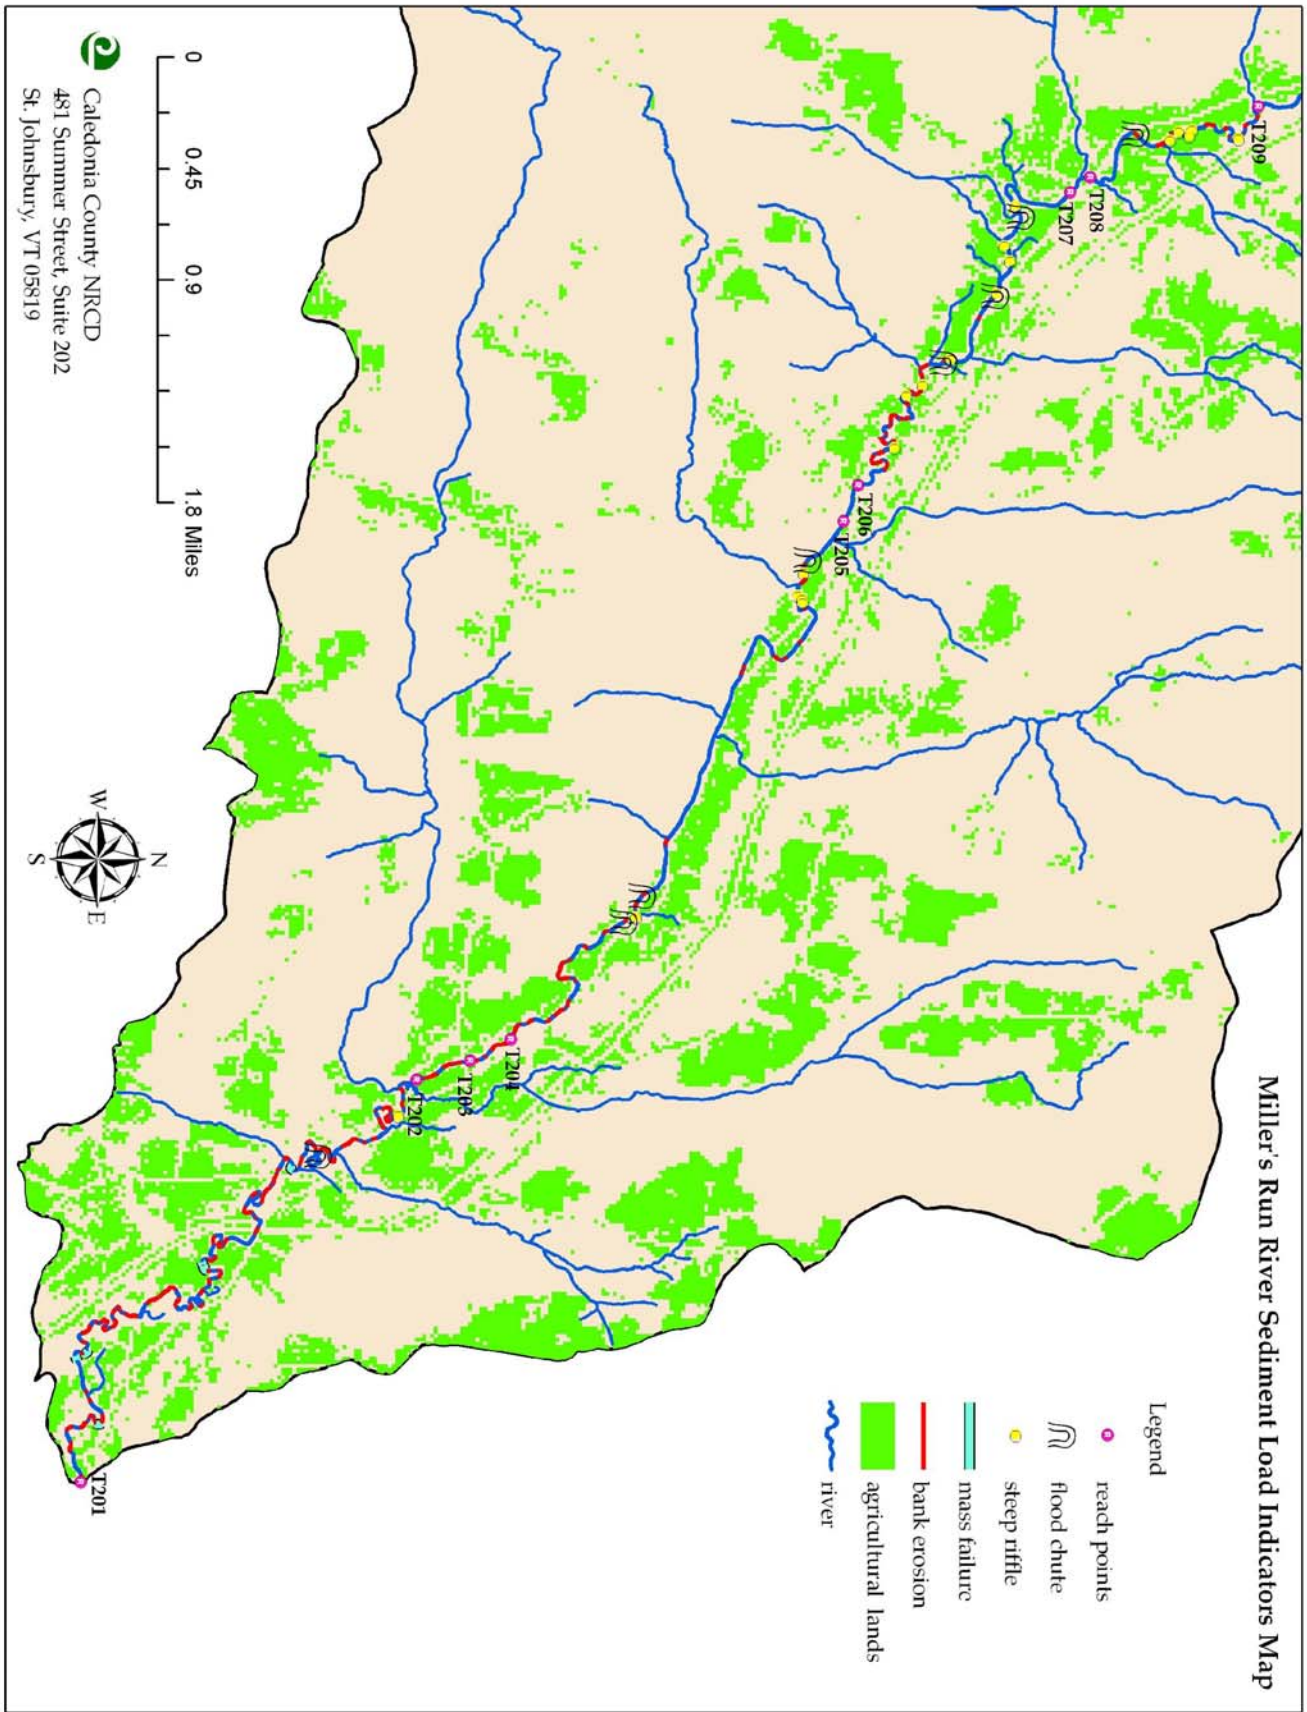 Miller's Run River Sediment Load Indicators Map
Legend
R reach points
flood chute
steep riffle
mass failure
bank erosion
agricultural lands
river
T209
T208
T207
T206
T205
T204
T203
T202
T201
N
W E
S
0 0.45 0.9 1.8 Miles
Caledonia County NRCD
481 Summer Street, Suite 202
St. Johnsbury, VT 05819